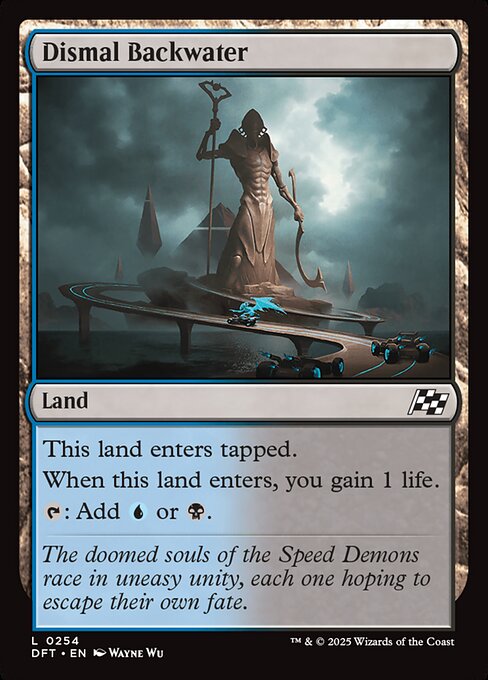 Dismal Backwater
Land
This land enters tapped.
When this land enters, you gain 1 life.
: Add or .
The doomed souls of the Speed Demons
race in uneasy unity, each one hoping to
escape their own fate.
L 0254
DFT • EN Wayne Wu
™ & © 2025 Wizards of the Coast